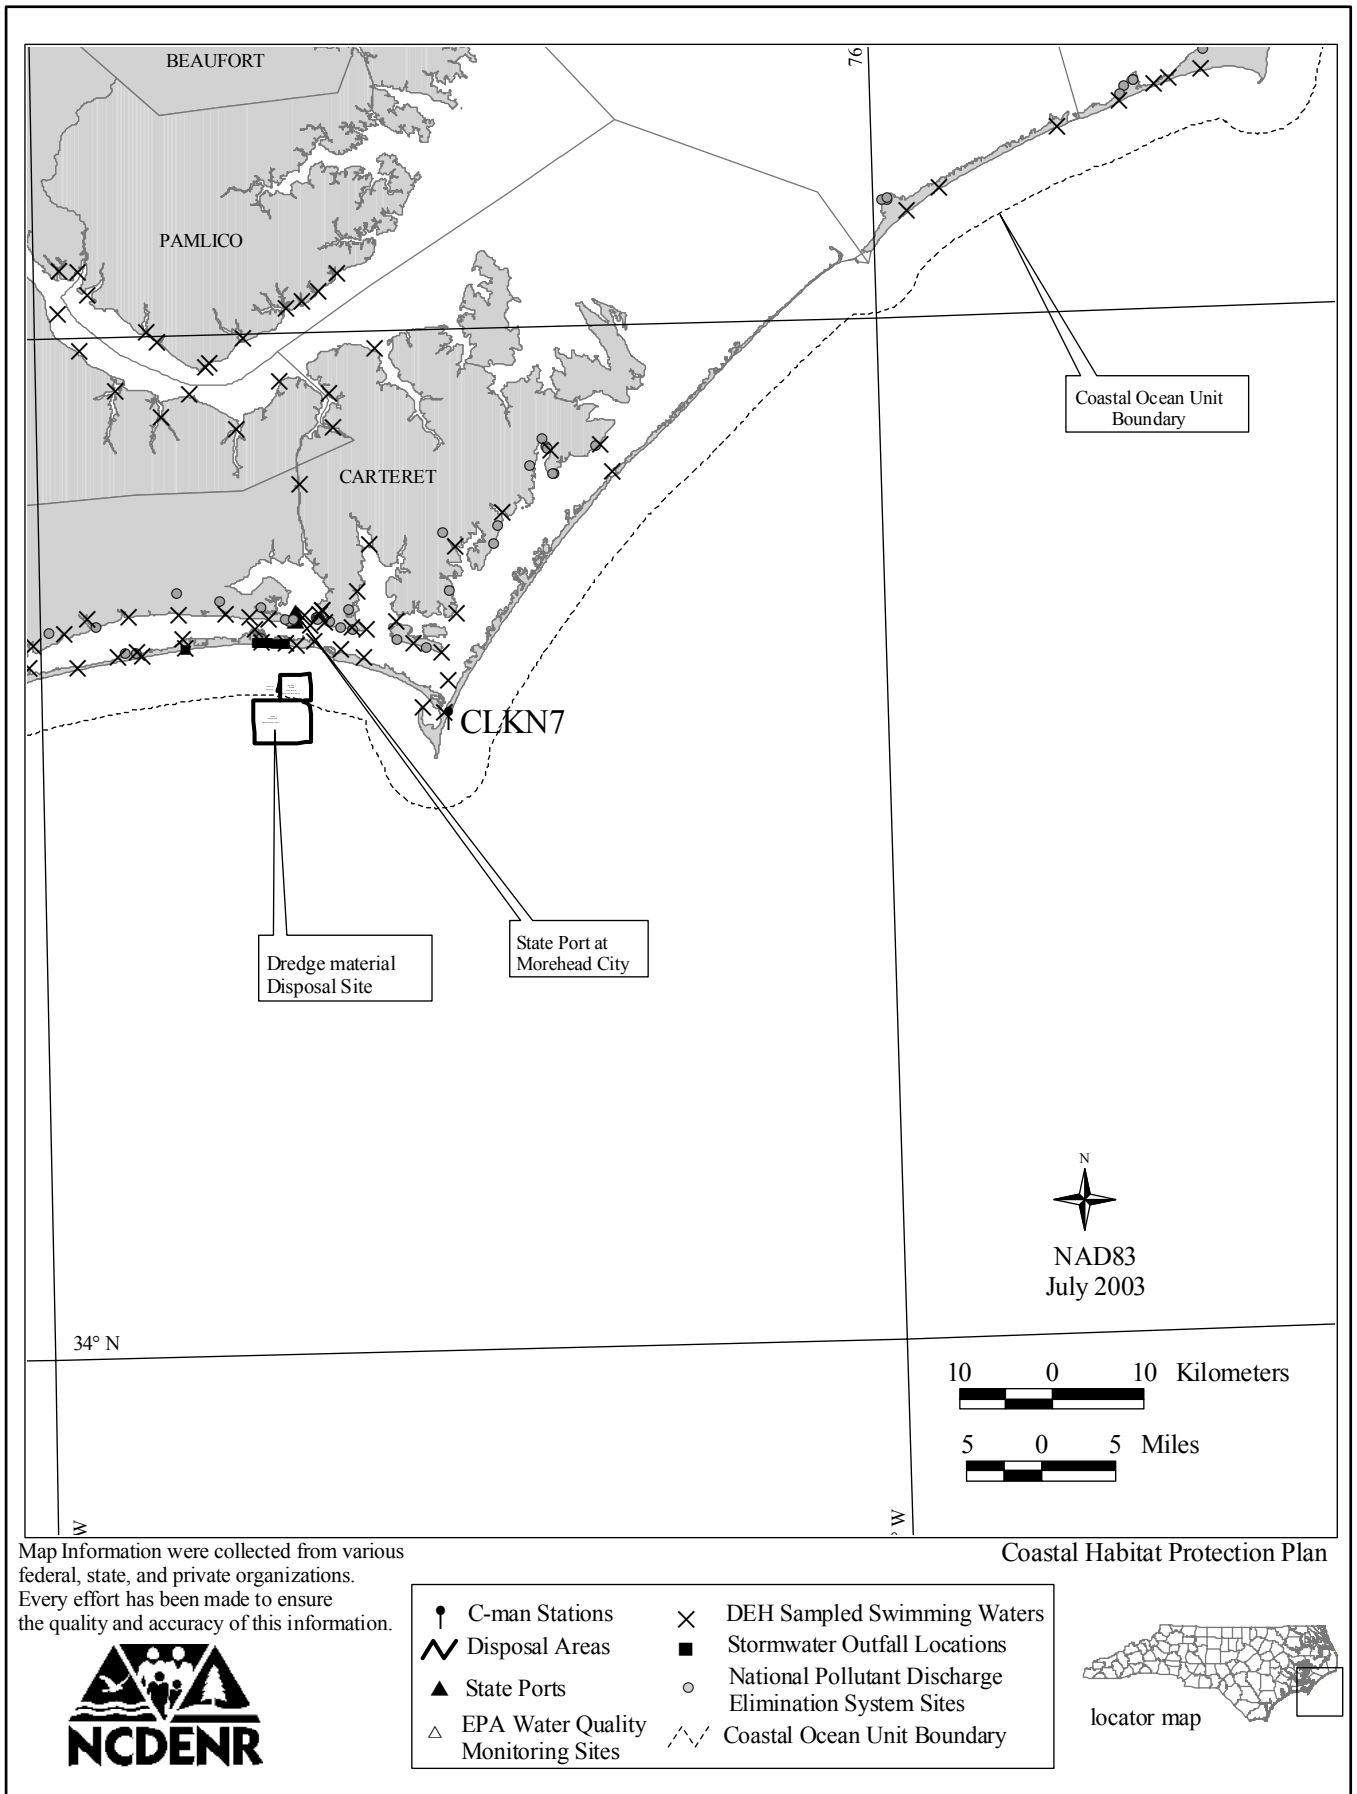 BEAUFORT
76
PAMLICO
Coastal Ocean Unit
Boundary
CARTERET
CLKN7
State Port at
Morehead City
Dredge material
Disposal Site
N
NAD83
July 2003
34° N
10 0 10 Kilometers
5 0 5 Miles
W
° W
Map Information were collected from various
federal, state, and private organizations.
Every effort has been made to ensure
the quality and accuracy of this information.
Coastal Habitat Protection Plan
NCDENR
C-man Stations
Disposal Areas
State Ports
EPA Water Quality
Monitoring Sites
DEH Sampled Swimming Waters
Stormwater Outfall Locations
National Pollutant Discharge
Elimination System Sites
Coastal Ocean Unit Boundary
locator map